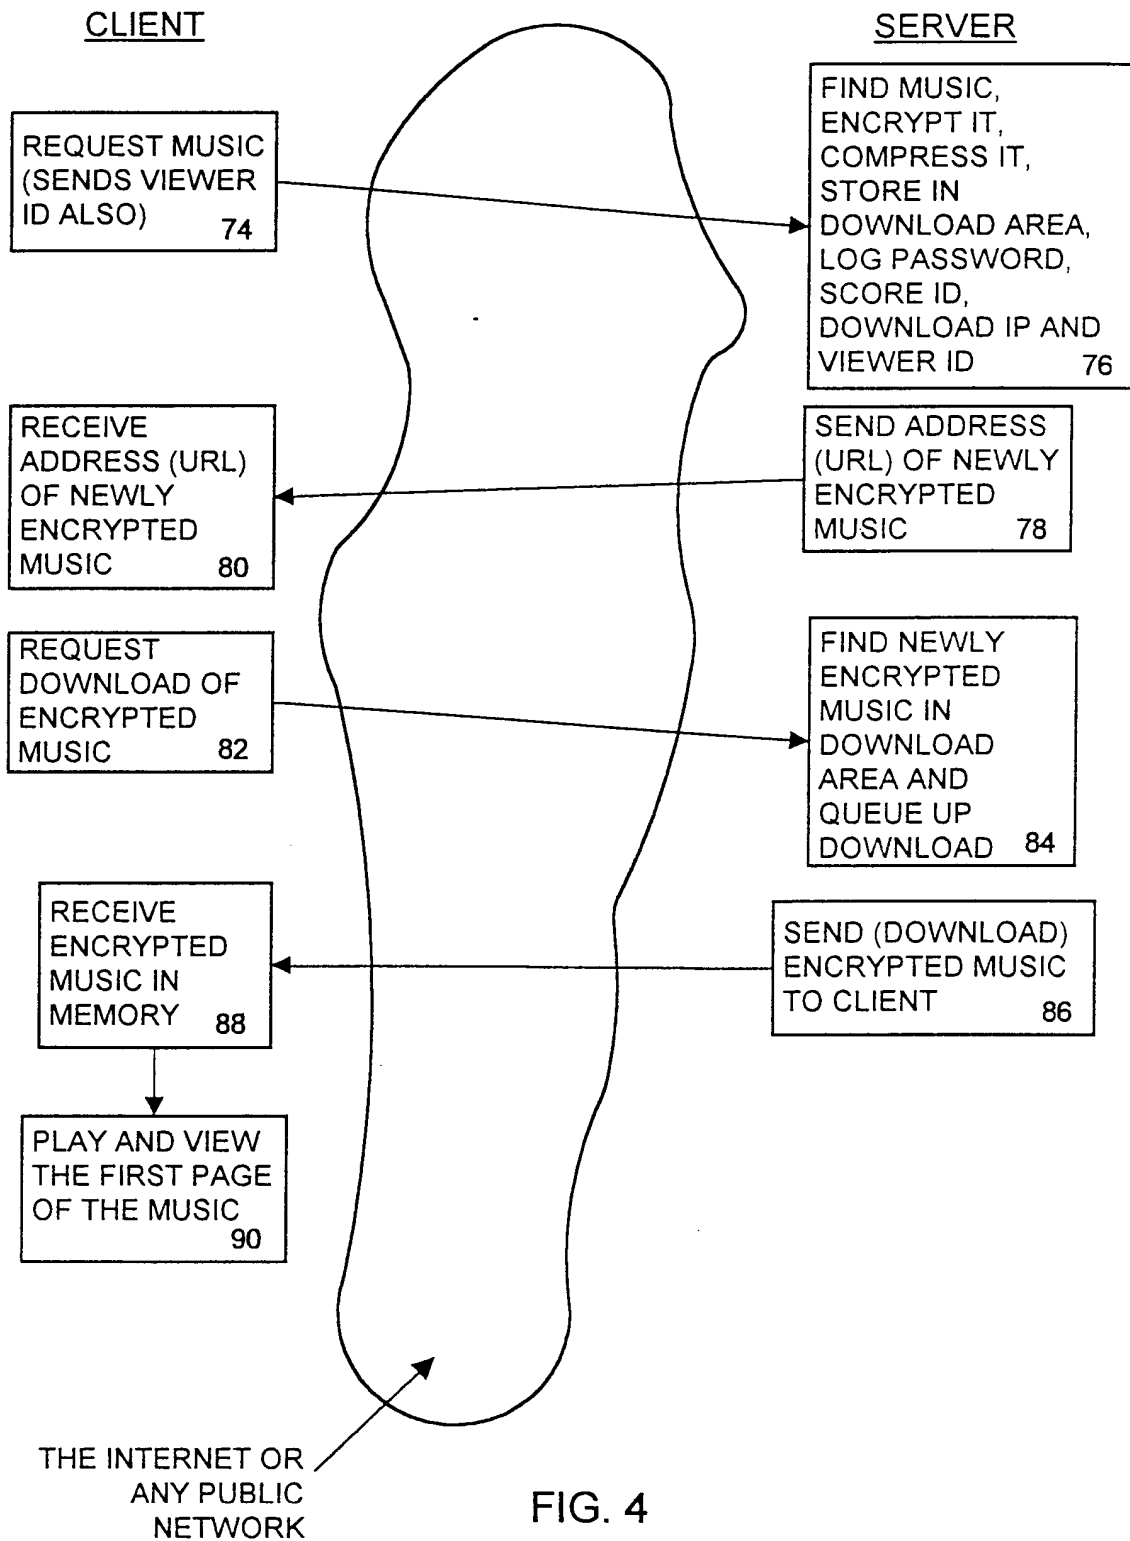 CLIENT
SERVER
REQUEST MUSIC
(SENDS VIEWER
ID ALSO)
74
FIND MUSIC,
ENCRYPT IT,
COMPRESS IT,
STORE IN
DOWNLOAD AREA,
LOG PASSWORD,
SCORE ID,
DOWNLOAD IP AND
VIEWER ID
76
SEND ADDRESS
(URL) OF NEWLY
ENCRYPTED
MUSIC
78
RECEIVE
ADDRESS (URL)
OF NEWLY
ENCRYPTED
MUSIC
80
REQUEST
DOWNLOAD OF
ENCRYPTED
MUSIC
82
FIND NEWLY
ENCRYPTED
MUSIC IN
DOWNLOAD
AREA AND
QUEUE UP
DOWNLOAD
84
SEND (DOWNLOAD)
ENCRYPTED MUSIC
TO CLIENT
86
RECEIVE
ENCRYPTED
MUSIC IN
MEMORY
88
PLAY AND VIEW
THE FIRST PAGE
OF THE MUSIC
90
THE INTERNET OR
ANY PUBLIC
NETWORK
FIG. 4